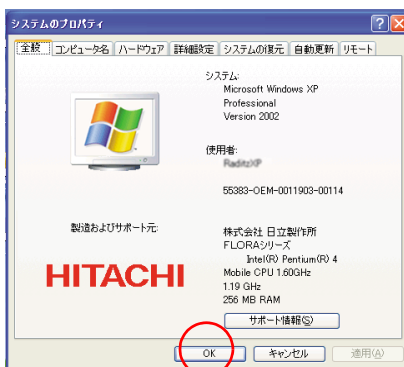 システムのプロパティ
全般 コンピュータ名 ハードウェア 詳細設定 システムの復元 自動更新 リモート
システム:
Microsoft Windows XP
Professional
Version 2002
使用者:
55383-OEM-0011903-00114
製造およびサポート元:
株式会社 日立製作所
FLORAシリーズ
Intel(R) Pentium(R) 4
Mobile CPU 1.60GHz
1.19 GHz
256 MB RAM
HITACHI
サポート情報(S)
OK キャンセル 適用(A)